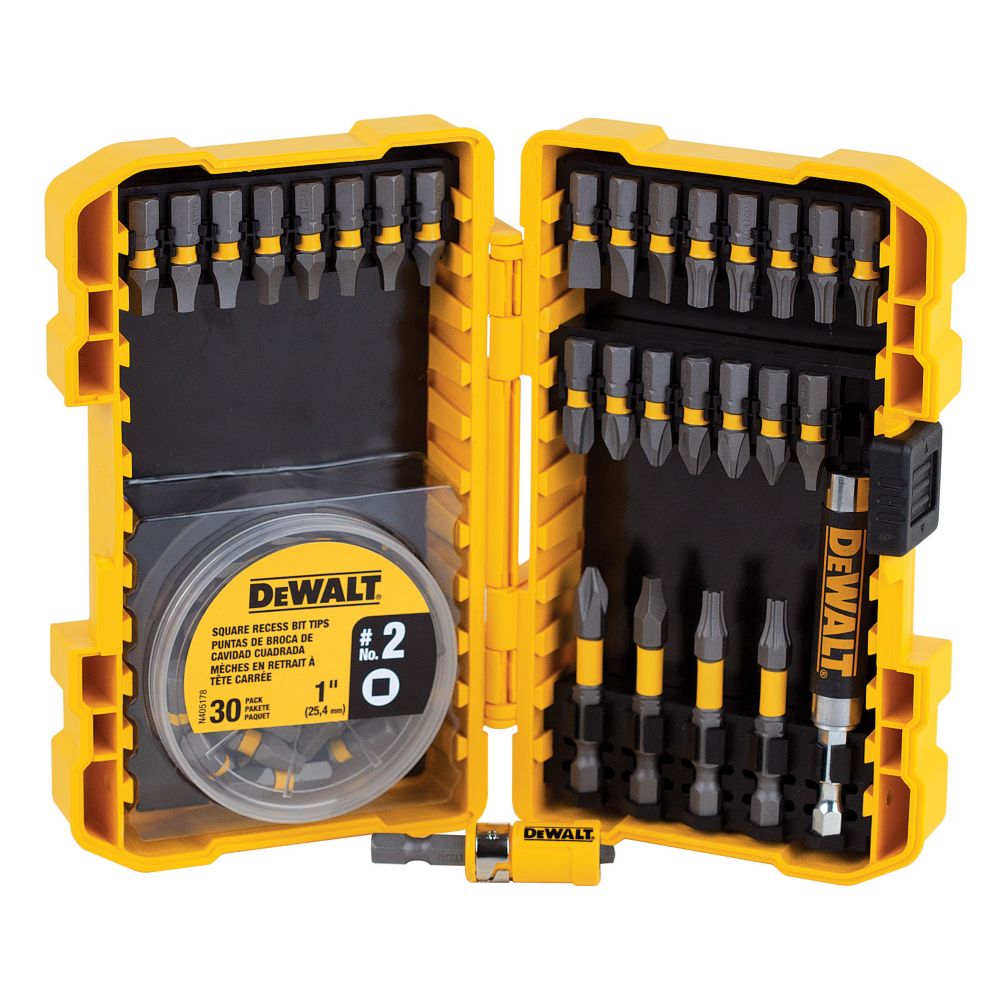 DEWALT®
SQUARE RECESS BIT TIPS
PUNTAS DE BROCA DE
CAVIDAD CUADRADA
MÈCHES EN RETRAIT À
TÊTE CARRÉE
# No. 2
N405178
30 PACK
PAKETE
PAQUET
1"
(25,4 mm)
DEWALT®
DEWALT